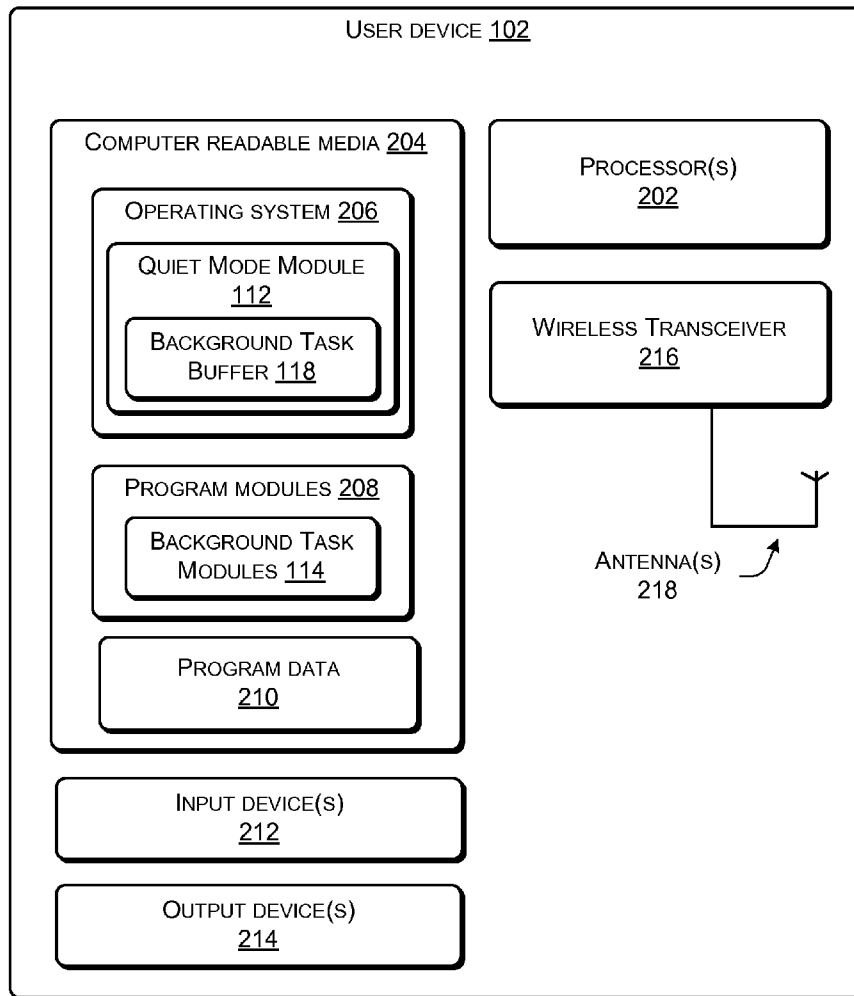 USER DEVICE 102
COMPUTER READABLE MEDIA 204
OPERATING SYSTEM 206
QUIET MODE MODULE
112
BACKGROUND TASK
BUFFER 118
PROGRAM MODULES 208
BACKGROUND TASK
MODULES 114
PROGRAM DATA
210
INPUT DEVICE(S)
212
OUTPUT DEVICE(S)
214
PROCESSOR(S)
202
WIRELESS TRANSCEIVER
216
ANTENNA(S)
218